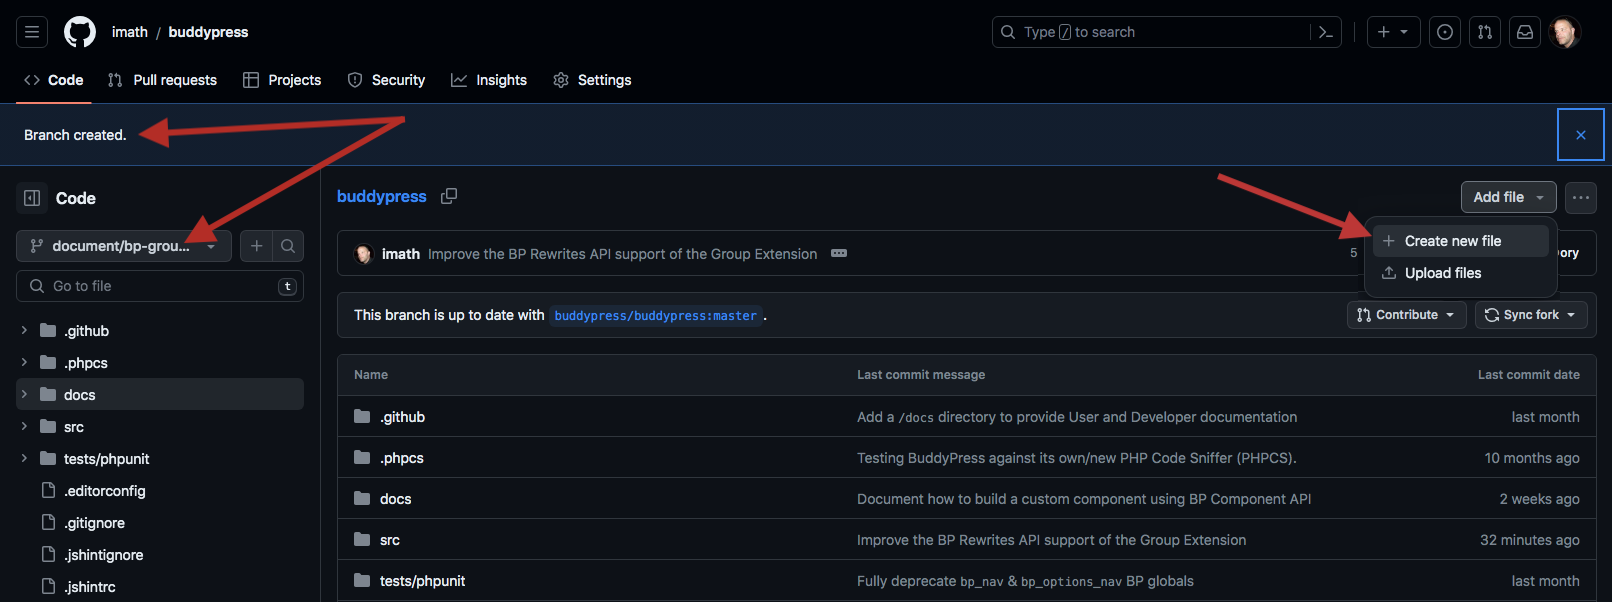 imath / buddypress
Type / to search
Code
Pull requests
Projects
Security
Insights
Settings
Branch created.
Code
document/bp-grou...
Go to file
t
.github
.phpcs
docs
src
tests/phpunit
.editorconfig
.gitignore
.jshintignore
.jshintrc
buddypress
Add file
Create new file
Upload files
imath Improve the BP Rewrites API support of the Group Extension
5
ory
This branch is up to date with buddypress/buddypress:master .
Contribute
Sync fork
Name Last commit message Last commit date
.github Add a /docs directory to provide User and Developer documentation last month
.phpcs Testing BuddyPress against its own/new PHP Code Sniffer (PHPCS). 10 months ago
docs Document how to build a custom component using BP Component API 2 weeks ago
src Improve the BP Rewrites API support of the Group Extension 32 minutes ago
tests/phpunit Fully deprecate bp_nav & bp_options_nav BP globals last month